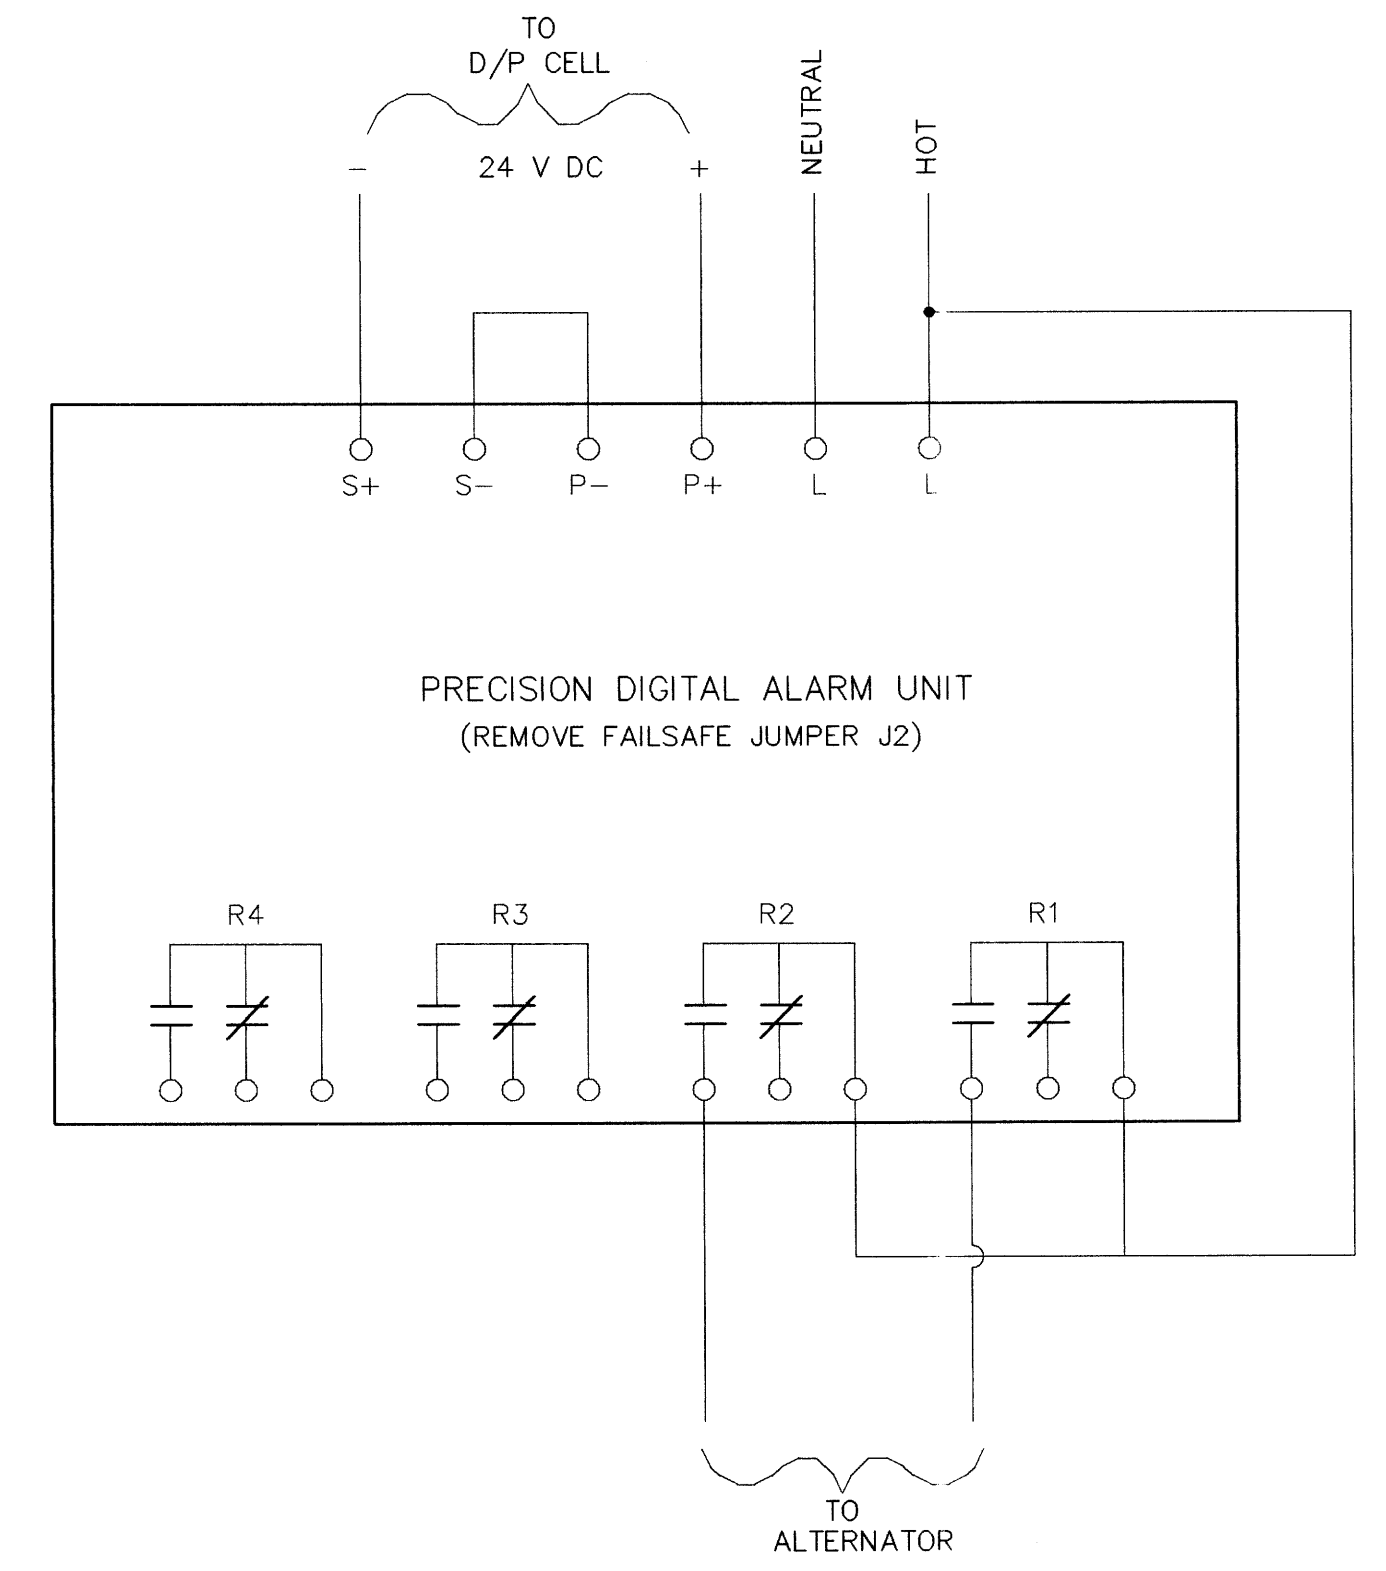 TO
D/P CELL
NEUTRAL
HOT
− 24 V DC +
S+ S− P− P+ L L
PRECISION DIGITAL ALARM UNIT
(REMOVE FAILSAFE JUMPER J2)
R4 R3 R2 R1
TO
ALTERNATOR